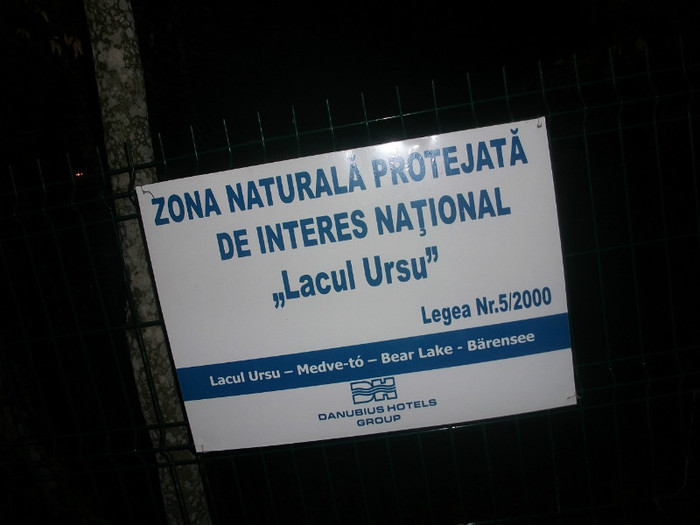 ZONA NATURALĂ PROTEJATĂ
DE INTERES NAŢIONAL
„Lacul Ursu”
Legea Nr.5/2000
Lacul Ursu – Medve-tó – Bear Lake - Bärensee
DH
DANUBIUS HOTELS
GROUP